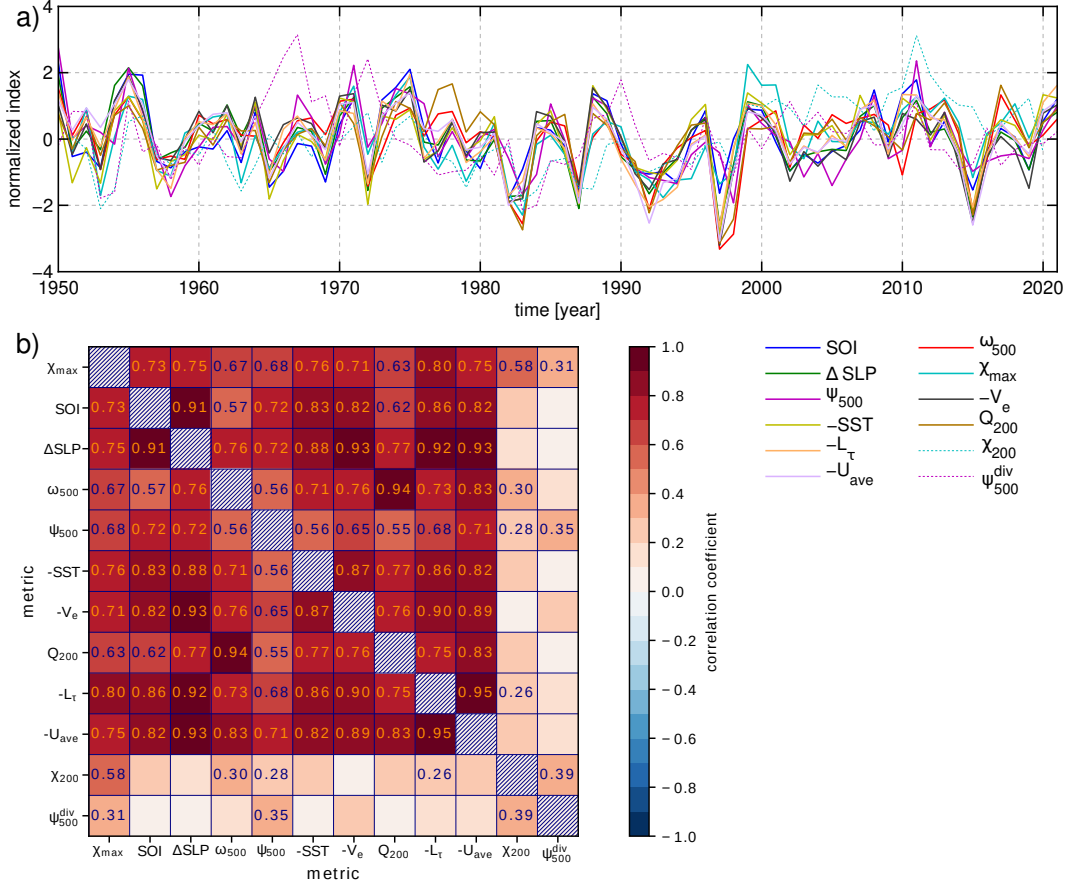 a)
normalized index
4
2
0
−2
−4
1950 1960 1970 1980 1990 2000 2010 2020
time [year]
b)
metric
χmax 0.73 0.75 0.67 0.68 0.76 0.71 0.63 0.80 0.75 0.58 0.31
SOI 0.73 0.91 0.57 0.72 0.83 0.82 0.62 0.86 0.82
ΔSLP 0.75 0.91 0.76 0.72 0.88 0.93 0.77 0.92 0.93
ω500 0.67 0.57 0.76 0.56 0.71 0.76 0.94 0.73 0.83 0.30
ψ500 0.68 0.72 0.72 0.56 0.56 0.65 0.55 0.68 0.71 0.28 0.35
-SST 0.76 0.83 0.88 0.71 0.56 0.87 0.77 0.86 0.82
-Ve 0.71 0.82 0.93 0.76 0.65 0.87 0.76 0.90 0.89
Q200 0.63 0.62 0.77 0.94 0.55 0.77 0.76 0.75 0.83
-Lτ 0.80 0.86 0.92 0.73 0.68 0.86 0.90 0.75 0.95 0.26
-Uave 0.75 0.82 0.93 0.83 0.71 0.82 0.89 0.83 0.95
χ200 0.58 0.30 0.28 0.26 0.39
ψ500div 0.31 0.35 0.39
χmax SOI ΔSLP ω500 ψ500 -SST -Ve Q200 -Lτ -Uave χ200 ψ500div
metric
1.0
0.8
0.6
0.4
0.2
0.0
-0.2
-0.4
-0.6
-0.8
-1.0
correlation coefficient
SOI
Δ SLP
ψ500
-SST
-Lτ
-Uave
ω500
χmax
-Ve
Q200
χ200
ψ500div